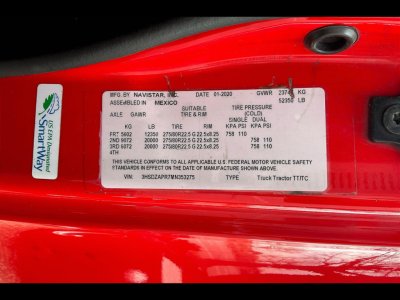 MFG. BY NAVISTAR, INC. DATE 01-2020 GVWR 23746 KG
ASSEMBLED IN MEXICO 52350 LB
SUITABLE TIRE PRESSURE (COLD)
AXLE GAWR TIRE & RIM SINGLE DUAL
KG LB TIRE RIM KPA PSI KPA PSI
FRT 5602 12350 275/80R22.5 G 22.5x8.25 758 110
2ND 9072 20000 275/80R22.5 G 22.5x8.25 758 110
3RD 9072 20000 275/80R22.5 G 22.5x8.25 758 110
4TH
THIS VEHICLE CONFORMS TO ALL APPLICABLE U.S. FEDERAL MOTOR VEHICLE SAFETY
STANDARDS IN EFFECT ON THE DATE OF MANUFACTURE SHOWN ABOVE.
VIN: 3HSDZAPR7MN353275 TYPE: Truck Tractor TT/TC
US EPA Designated
SmartWay